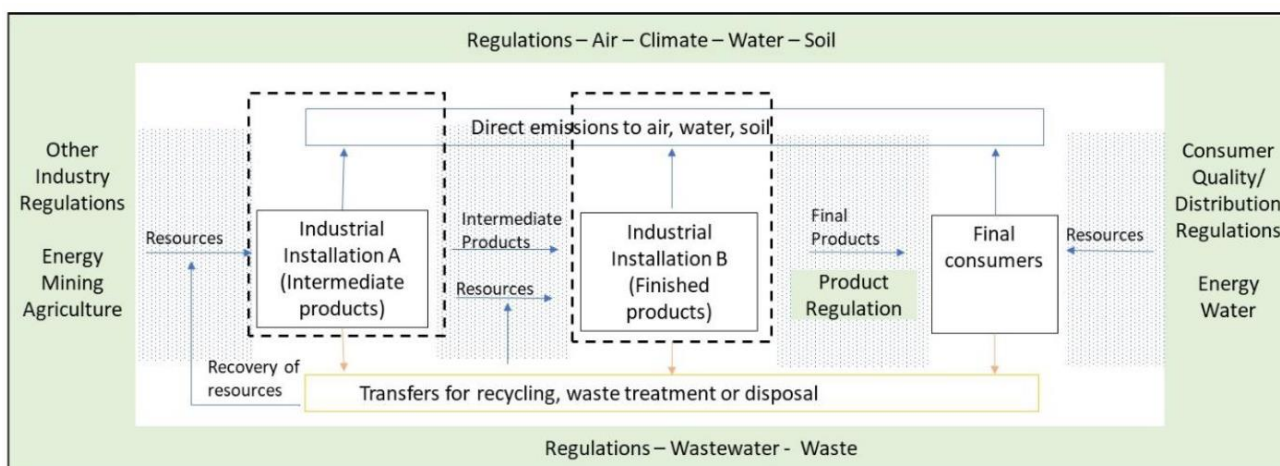 Regulations – Air – Climate – Water – Soil
Direct emissions to air, water, soil
Other
Industry
Regulations
Energy
Mining
Agriculture
Resources
Industrial
Installation A
(Intermediate
products)
Intermediate
Products
Resources
Industrial
Installation B
(Finished
products)
Final
Products
Product
Regulation
Final
consumers
Resources
Consumer
Quality/
Distribution
Regulations
Energy
Water
Recovery of
resources
Transfers for recycling, waste treatment or disposal
Regulations – Wastewater - Waste